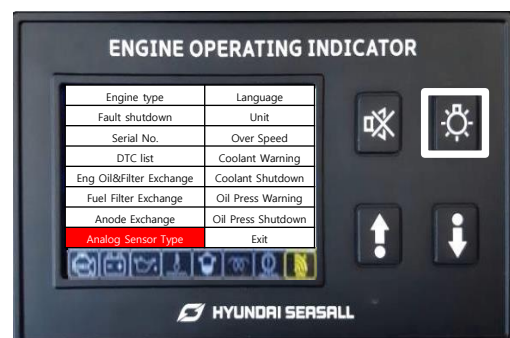 ENGINE OPERATING INDICATOR
Engine type Language
Fault shutdown Unit
Serial No. Over Speed
DTC list Coolant Warning
Eng Oil&Filter Exchange Coolant Shutdown
Fuel Filter Exchange Oil Press Warning
Anode Exchange Oil Press Shutdown
Analog Sensor Type Exit
HYUNDAI SEASALL